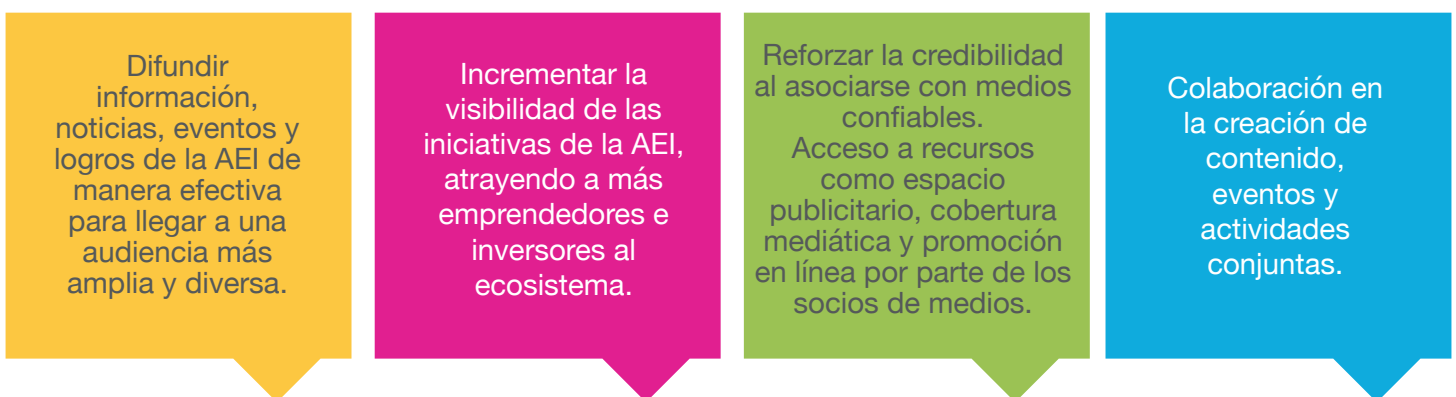 Difundir
información,
noticias, eventos y
logros de la AEI de
manera efectiva
para llegar a una
audiencia más
amplia y diversa.
Incrementar la
visibilidad de las
iniciativas de la AEI,
atrayendo a más
emprendedores e
inversores al
ecosistema.
Reforzar la credibilidad
al asociarse con medios
confiables.
Acceso a recursos
como espacio
publicitario, cobertura
mediática y promoción
en línea por parte de los
socios de medios.
Colaboración en
la creación de
contenido,
eventos y
actividades
conjuntas.